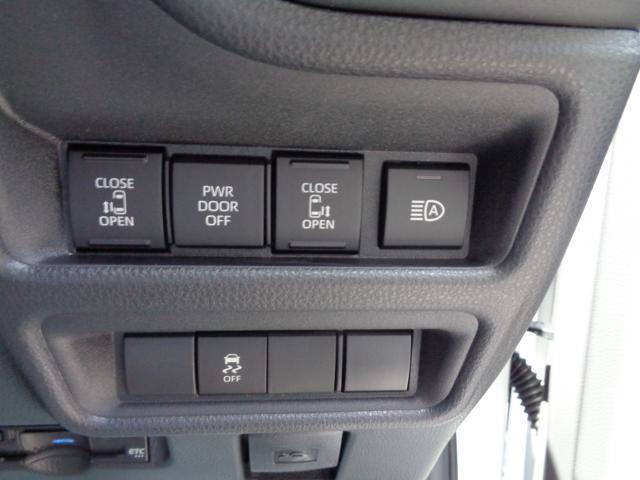 CLOSE
OPEN
PWR
DOOR
OFF
CLOSE
OPEN
A
OFF
ETC